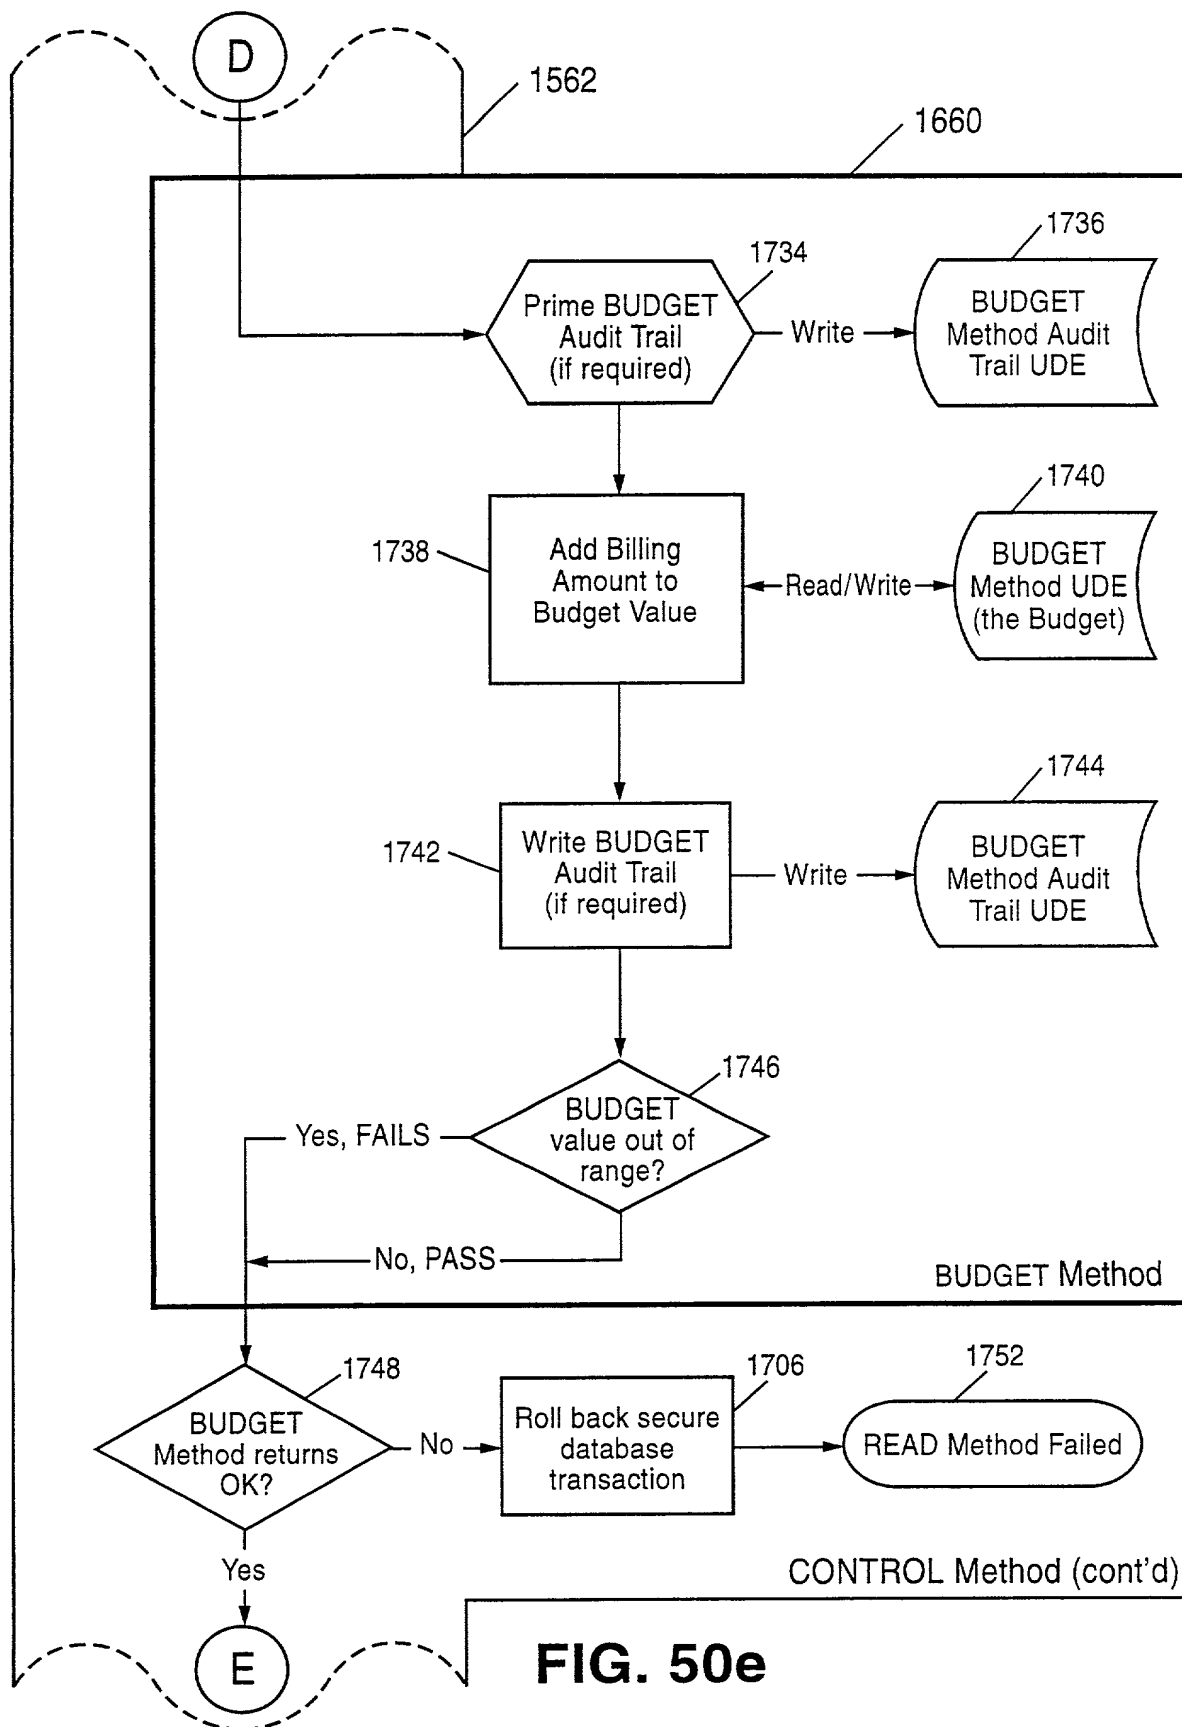 D
1562
1660
1734
Prime BUDGET
Audit Trail
(if required)
Write
1736
BUDGET
Method Audit
Trail UDE
1738
Add Billing
Amount to
Budget Value
Read/Write
1740
BUDGET
Method UDE
(the Budget)
1742
Write BUDGET
Audit Trail
(if required)
Write
1744
BUDGET
Method Audit
Trail UDE
1746
BUDGET
value out of
range?
Yes, FAILS
No, PASS
BUDGET Method
1748
BUDGET
Method returns
OK?
No
1706
Roll back secure
database
transaction
1752
READ Method Failed
Yes
CONTROL Method (cont'd)
E
FIG. 50e